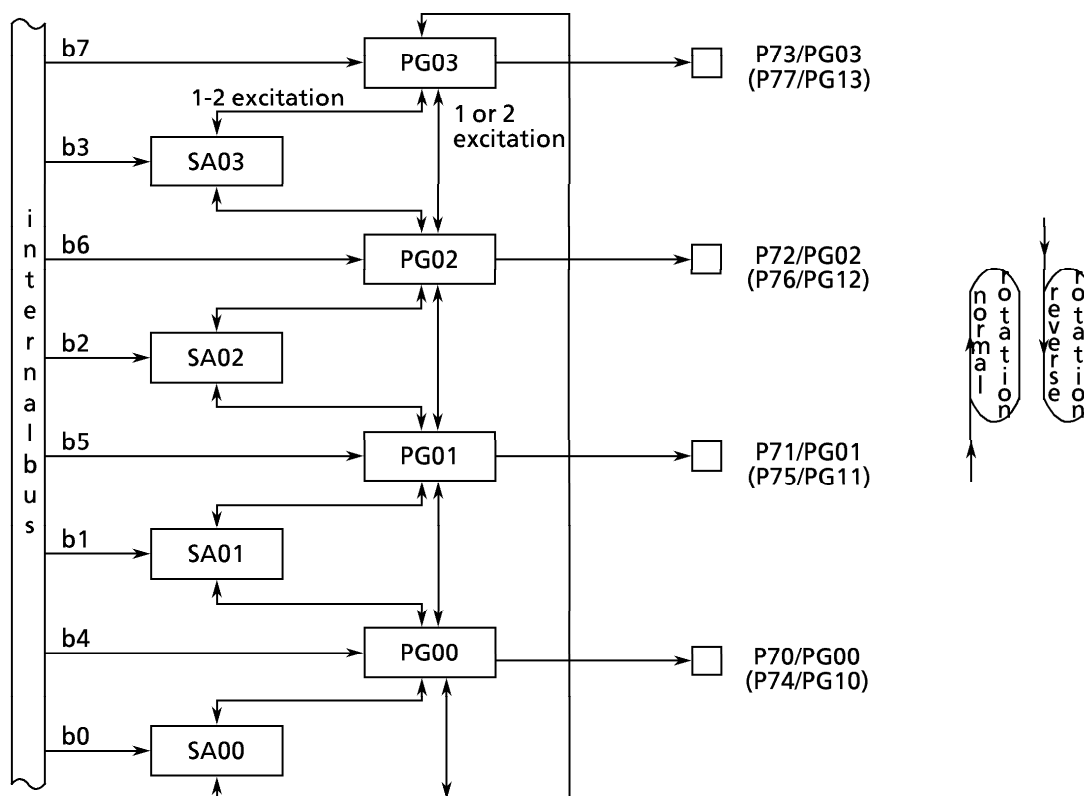 b7
PG03
P73/PG03
(P77/PG13)
1-2 excitation
1 or 2
excitation
b3
SA03
internal bus
b6
PG02
P72/PG02
(P76/PG12)
normal
rotation
reverse
rotation
b2
SA02
b5
PG01
P71/PG01
(P75/PG11)
b1
SA01
b4
PG00
P70/PG00
(P74/PG10)
b0
SA00